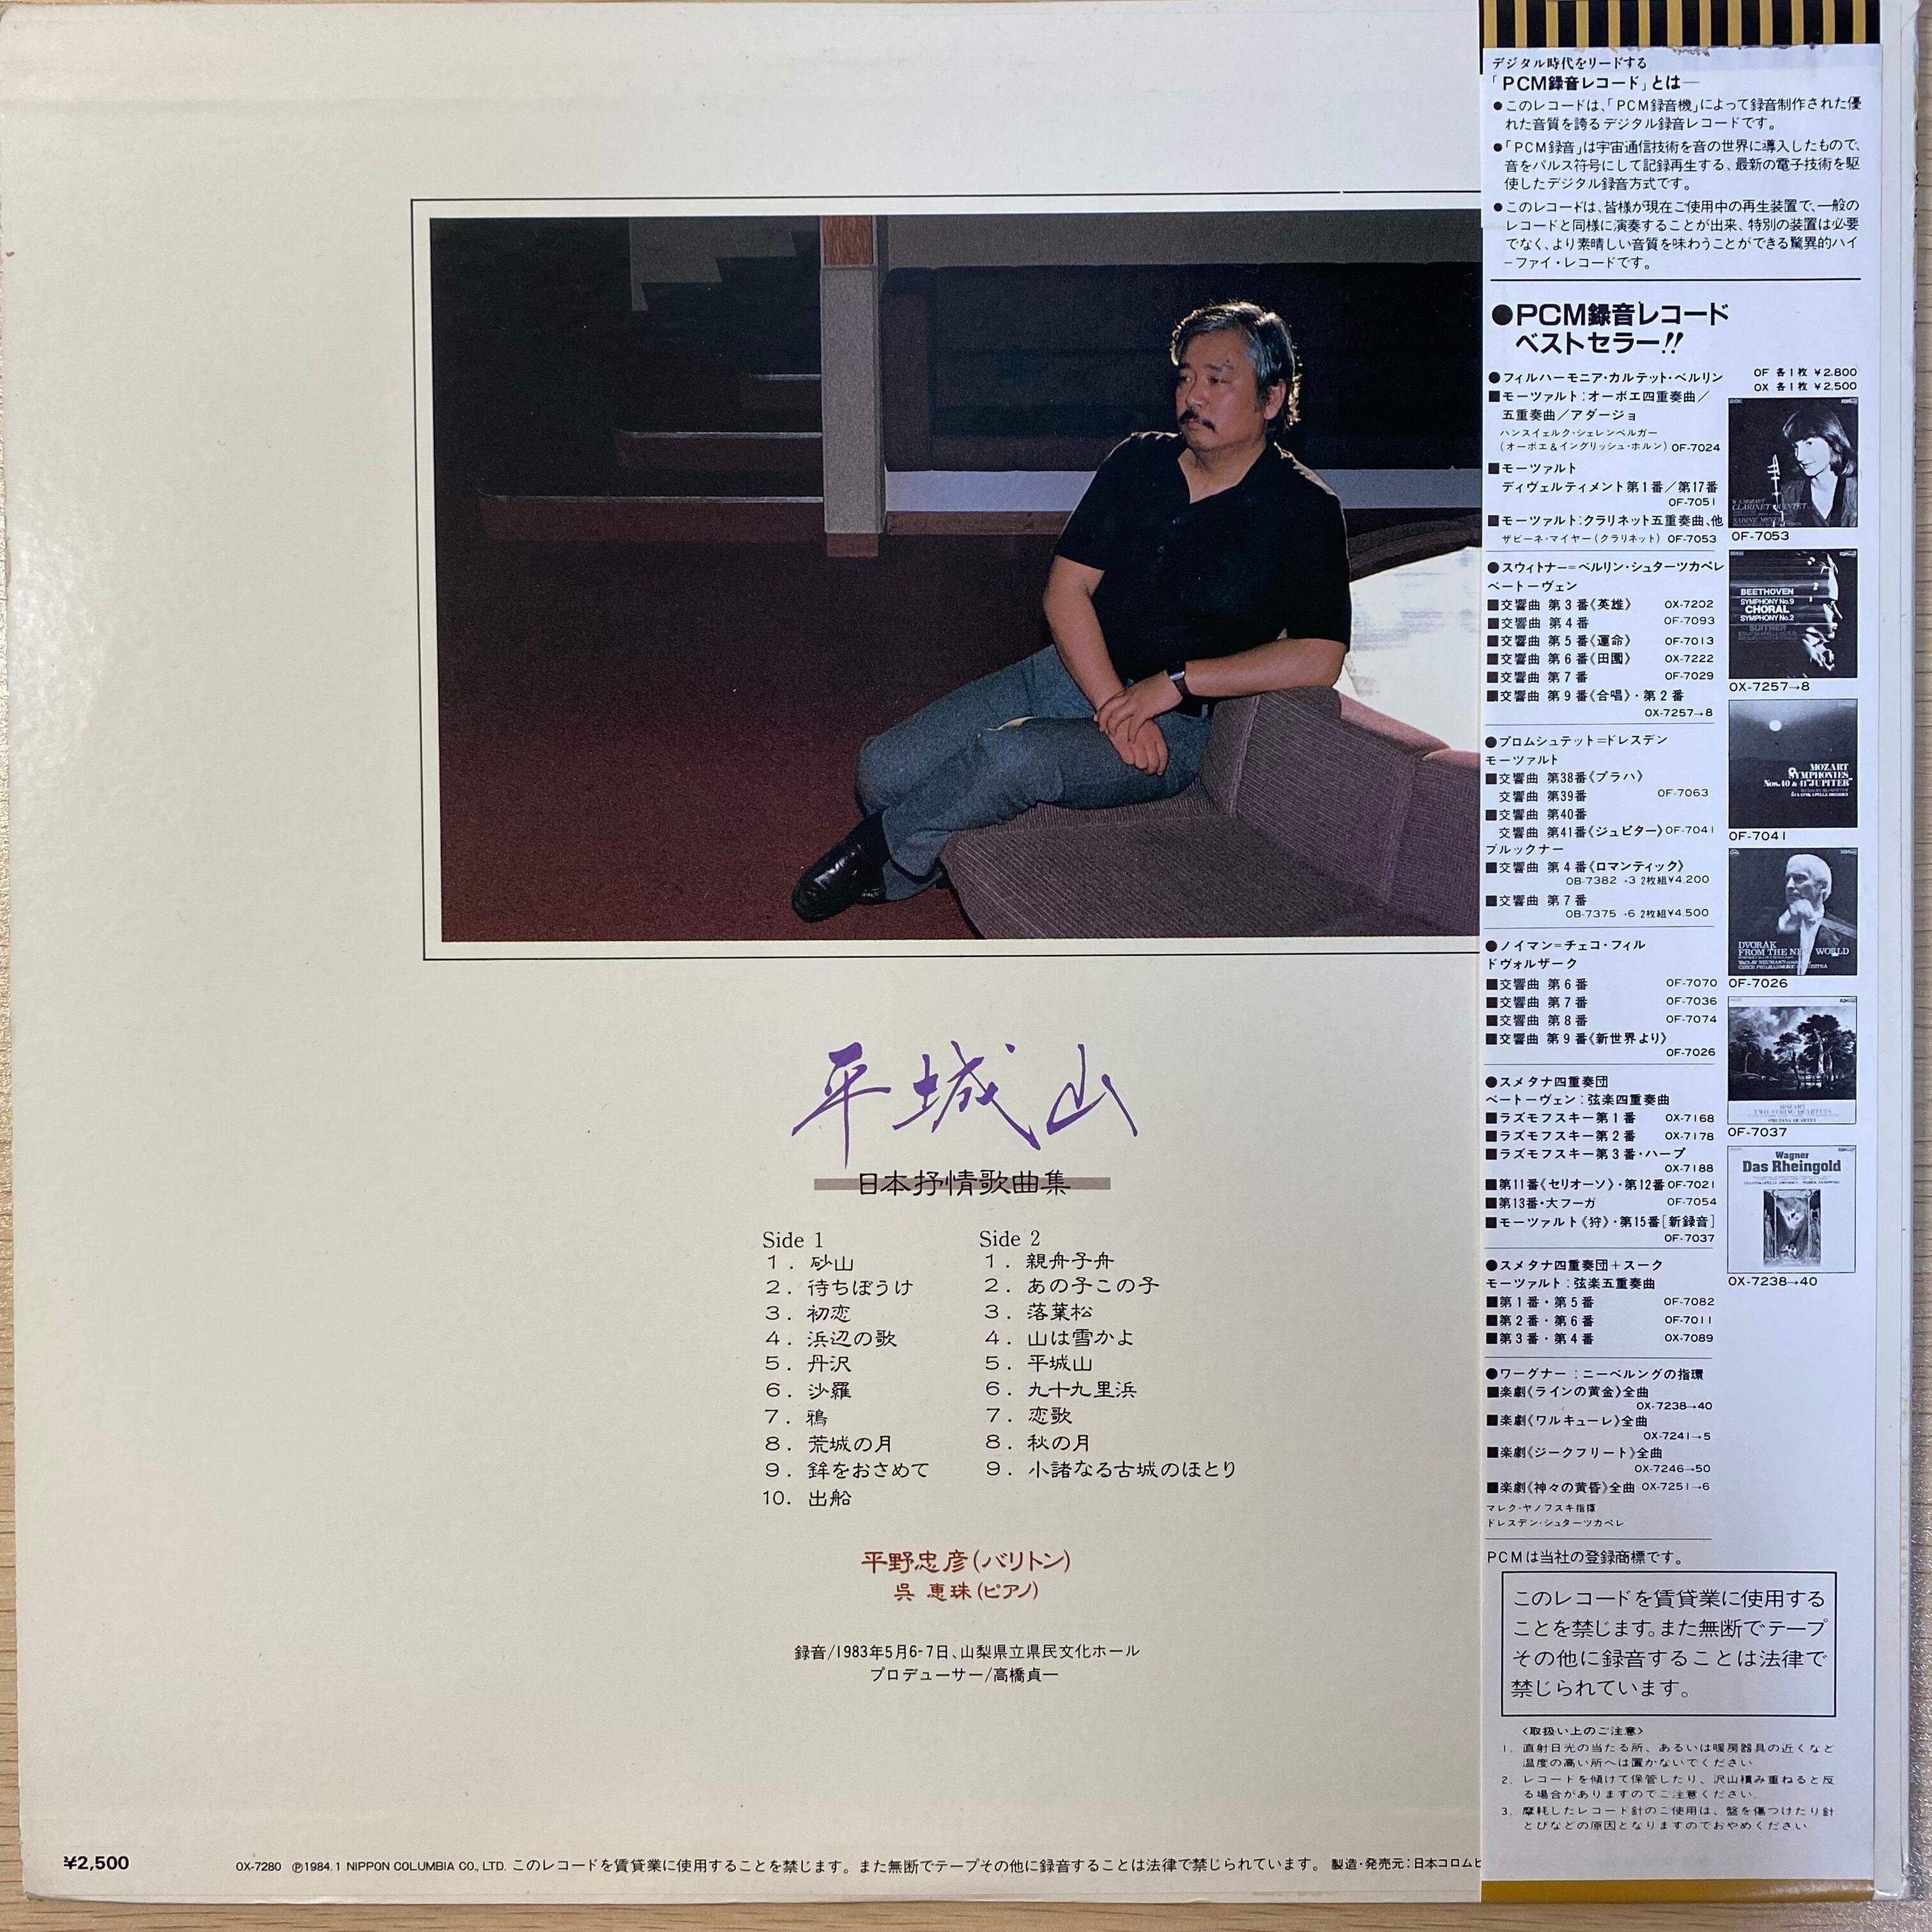 平城山
日本抒情歌曲集
Side 1
1. 砂山
2. 待ちぼうけ
3. 初恋
4. 浜辺の歌
5. 丹沢
6. 沙羅
7. 鴉
8. 荒城の月
9. 鉾をおさめて
10. 出船
Side 2
1. 親舟子舟
2. あの子この子
3. 落葉松
4. 山は雪かよ
5. 平城山
6. 九十九里浜
7. 恋歌
8. 秋の月
9. 小諸なる古城のほとり
平野忠彦(バリトン)
呉 恵珠(ピアノ)
録音/1983年5月6-7日、山梨県立県民文化ホール
プロデューサー/高橋貞一
¥2,500
OX-7280 ℗1984.1 NIPPON COLUMBIA CO., LTD. このレコードを賃貸業に使用することを禁じます。また無断でテープその他に録音することは法律で禁じられています。 製造・発売元:日本コロムビ
デジタル時代をリードする
「PCM録音レコード」とは―
●このレコードは、「PCM録音機」によって録音制作された優
れた音質を誇るデジタル録音レコードです。
●「PCM録音」は宇宙通信技術を音の世界に導入したもので、
音をパルス符号にして記録再生する、最新の電子技術を駆
使したデジタル録音方式です。
●このレコードは、皆様が現在ご使用中の再生装置で、一般の
レコードと同様に演奏することが出来、特別の装置は必要
でなく、より素晴しい音質を味わうことができる驚異的ハイ
ーファイ・レコードです。
●PCM録音レコード
ベストセラー!!
OF 各1枚 ¥2,800
OX 各1枚 ¥2,500
●フィルハーモニア・カルテット・ベルリン
■モーツァルト:オーボエ四重奏曲/
五重奏曲/アダージョ
ハンスイェルク・シェレンベルガー
(オーボエ&イングリッシュ・ホルン) OF-7024
■モーツァルト
ディヴェルティメント第1番/第17番
OF-7051
■モーツァルト:クラリネット五重奏曲、他
ザビーネ・マイヤー(クラリネット) OF-7053
●スウィトナー=ベルリン・シュターツカペレ
ベートーヴェン
■交響曲 第3番《英雄》 OX-7202
■交響曲 第4番 OF-7093
■交響曲 第5番《運命》 OF-7013
■交響曲 第6番《田園》 OX-7222
■交響曲 第7番 OF-7029
■交響曲 第9番《合唱》・第2番
OX-7257→8
●ブロムシュテット=ドレスデン
モーツァルト
■交響曲 第38番《プラハ》
交響曲 第39番 OF-7063
■交響曲 第40番
交響曲 第41番《ジュピター》OF-7041
ブルックナー
■交響曲 第4番《ロマンティック》
OB-7382→3 2枚組¥4,200
■交響曲 第7番
OB-7375→6 2枚組¥4,500
●ノイマン=チェコ・フィル
ドヴォルザーク
■交響曲 第6番 OF-7070
■交響曲 第7番 OF-7036
■交響曲 第8番 OF-7074
■交響曲 第9番《新世界より》
OF-7026
●スメタナ四重奏団
ベートーヴェン:弦楽四重奏曲
■ラズモフスキー第1番 OX-7168
■ラズモフスキー第2番 OX-7178
■ラズモフスキー第3番・ハープ
OX-7188
■第11番《セリオーソ》・第12番 OF-7021
■第13番・大フーガ OF-7054
■モーツァルト《狩》・第15番[新録音]
OF-7037
●スメタナ四重奏団+スーク
モーツァルト:弦楽五重奏曲
■第1番・第5番 OF-7082
■第2番・第6番 OF-7011
■第3番・第4番 OX-7089
●ワーグナー:ニーベルングの指環
■楽劇《ラインの黄金》全曲
OX-7238→40
■楽劇《ワルキューレ》全曲
OX-7241→5
■楽劇《ジークフリート》全曲
OX-7246→50
■楽劇《神々の黄昏》全曲 OX-7251→6
マレク・ヤノフスキ指揮
ドレスデン・シュターツカペレ
OF-7053
BEETHOVEN
SYMPHONY No.9
CHORAL
SYMPHONY No.2
SUITNER
OX-7257→8
MOZART
SYMPHONIES
Nos.40 & 41 "JUPITER"
OF-7041
DVOŘÁK
FROM THE NEW WORLD
OF-7026
MOZART
TWO STRING QUARTETS
SMETANA QUARTET
OF-7037
Wagner
Das Rheingold
OX-7238→40
PCMは当社の登録商標です。
このレコードを賃貸業に使用する
ことを禁じます。また無断でテープ
その他に録音することは法律で
禁じられています。
〈取扱い上のご注意〉
1. 直射日光の当たる所、あるいは暖房器具の近くなど
温度の高い所へは置かないでください
2. レコードを傾けて保管したり、沢山積み重ねると反
る場合がありますのでご注意ください。
3. 摩耗したレコード針のご使用は、盤を傷つけたり針
とびなどの原因となりますのでおやめください